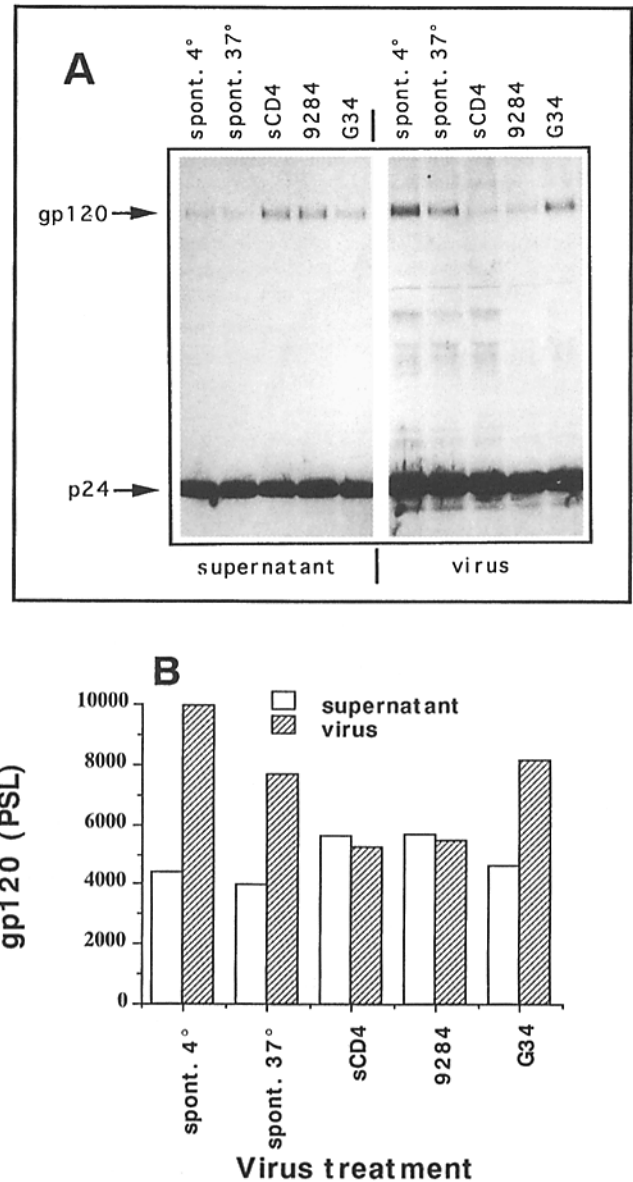 A
spont. 4°
spont. 37°
sCD4
9284
G34
spont. 4°
spont. 37°
sCD4
9284
G34
gp120
p24
supernatant
virus
B
supernatant
virus
10000
8000
6000
4000
2000
0
gp120 (PSL)
spont. 4°
spont. 37°
sCD4
9284
G34
Virus treatment